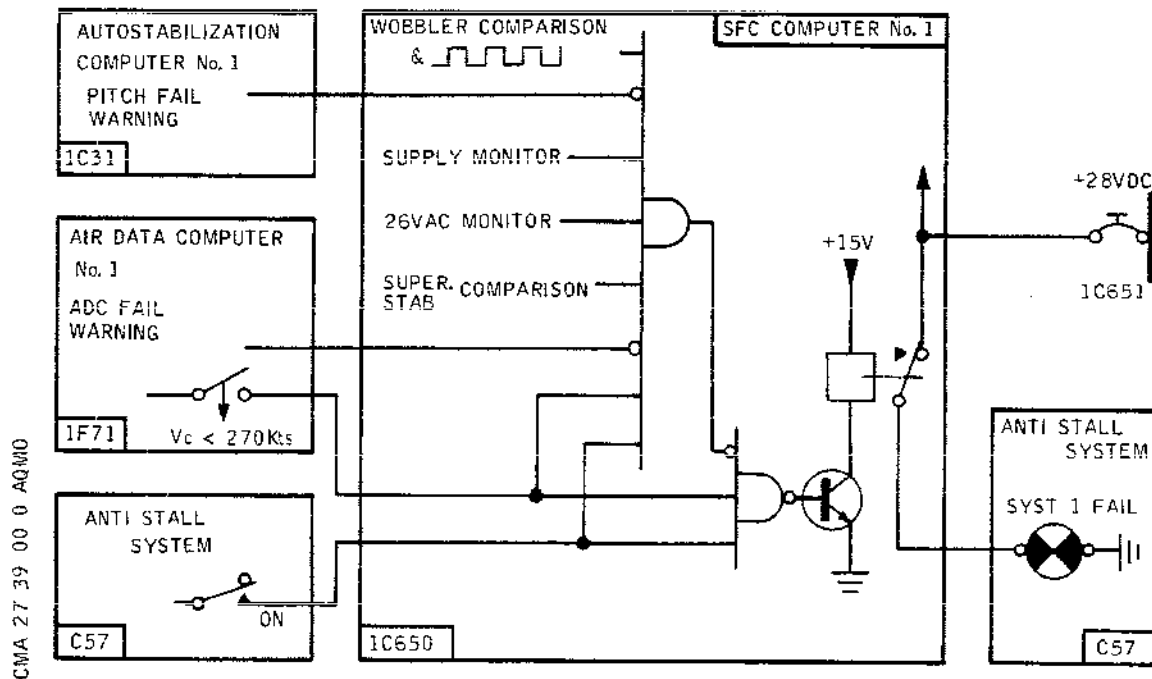 AUTOSTABILIZATION
COMPUTER No. 1
PITCH FAIL
WARNING
1C31
AIR DATA COMPUTER
No. 1
ADC FAIL
WARNING
1F71
Vc < 270Kts
ANTI STALL
SYSTEM
ON
C57
WOBBLER COMPARISON
&
SFC COMPUTER No. 1
SUPPLY MONITOR
26VAC MONITOR
SUPER. STAB COMPARISON
+15V
1C650
+28VDC
1C651
ANTI STALL
SYSTEM
SYST 1 FAIL
C57
CMA 27 39 00 0 AQM0